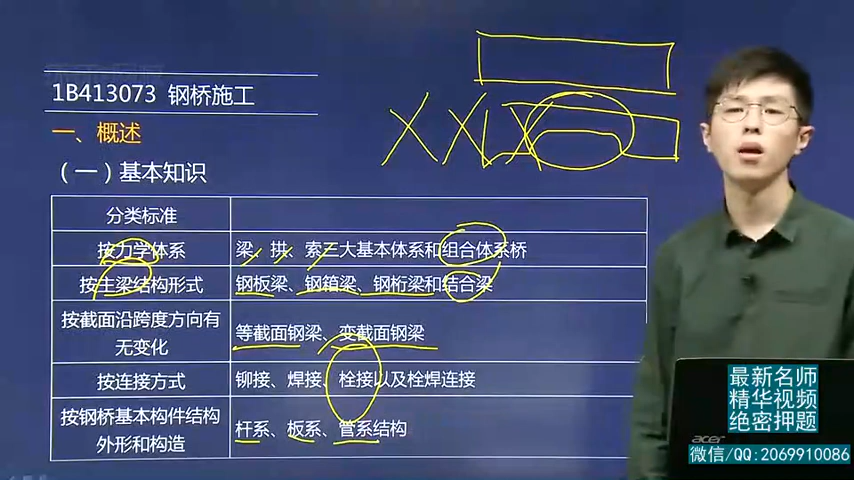 1B413073 钢桥施工
一、概述
（一）基本知识
分类标准
按力学体系
梁、拱、索三大基本体系和组合体系桥
按主梁结构形式
钢板梁、钢箱梁、钢桁梁和结合梁
按截面沿跨度方向有
无变化
等截面钢梁、变截面钢梁
按连接方式
铆接、焊接、栓接以及栓焊连接
按钢桥基本构件结构
外形和构造
杆系、板系、管系结构
最新名师
精华视频
绝密押题
acer
微信/QQ:2069910086